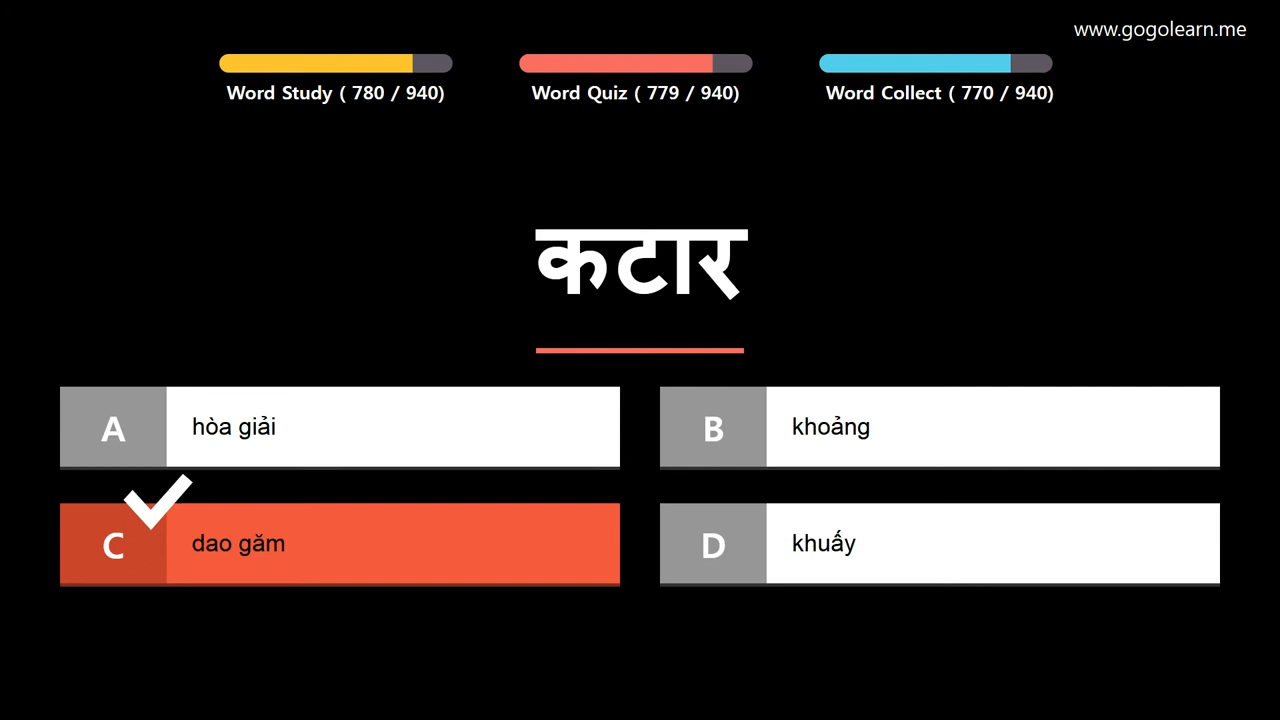 www.gogolearn.me
Word Study ( 780 / 940)
Word Quiz ( 779 / 940)
Word Collect ( 770 / 940)
कटार
A
hòa giải
B
khoảng
C
dao găm
D
khuấy